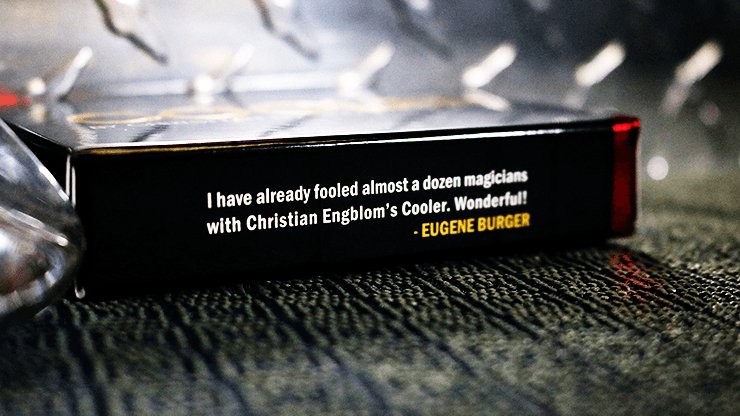 I have already fooled almost a dozen magicians
with Christian Engblom's Cooler. Wonderful!
- EUGENE BURGER